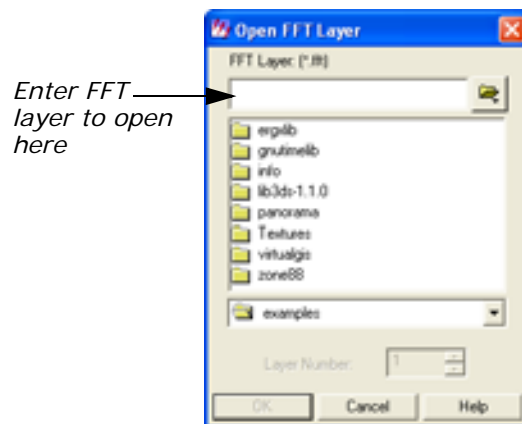 Open FFT Layer
FFT Layer: (*.fft)
Enter FFT
layer to open
here
ergxlib
gnutimelib
info
lib3ds-1.1.0
panorama
Textures
virtualgis
zone88
examples
Layer Number: 1
OK Cancel Help